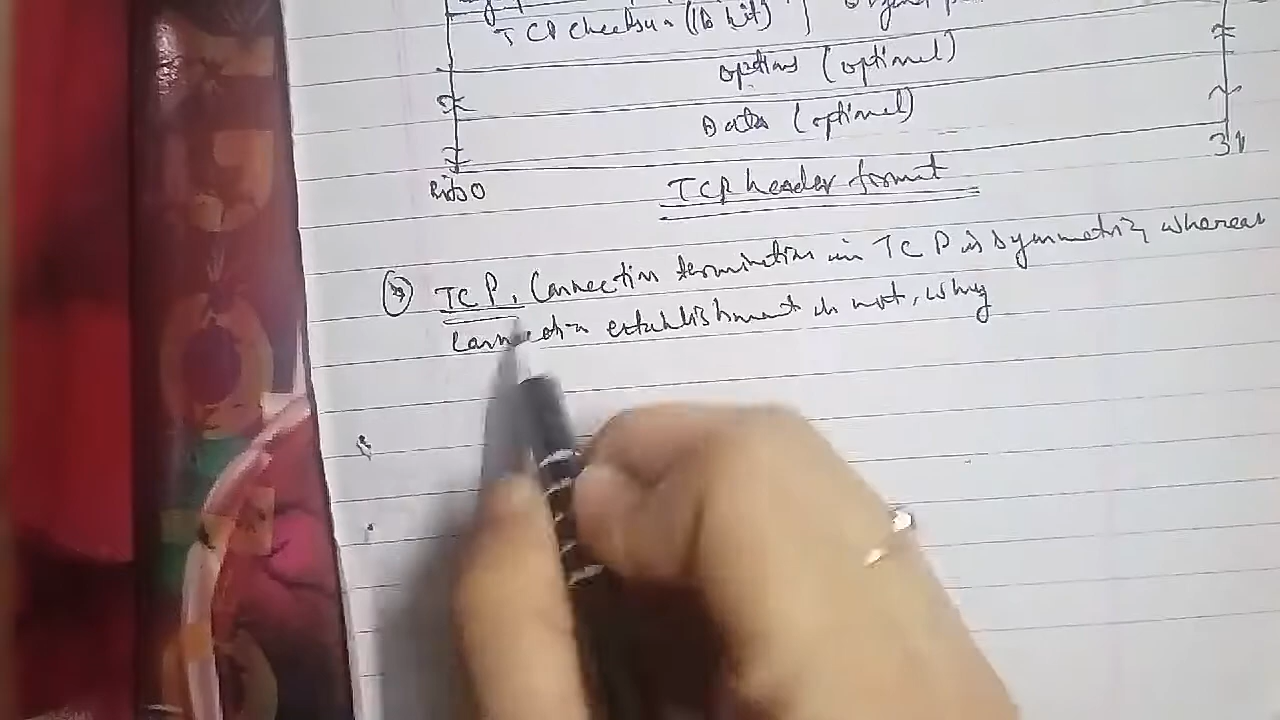 TCP checksum (16 bit)
options (optional)
Data (optional)
Bits 0
31
TCP header format
TCP. Connection termination in TCP is symmetric, whereas
connection establishment is not, why